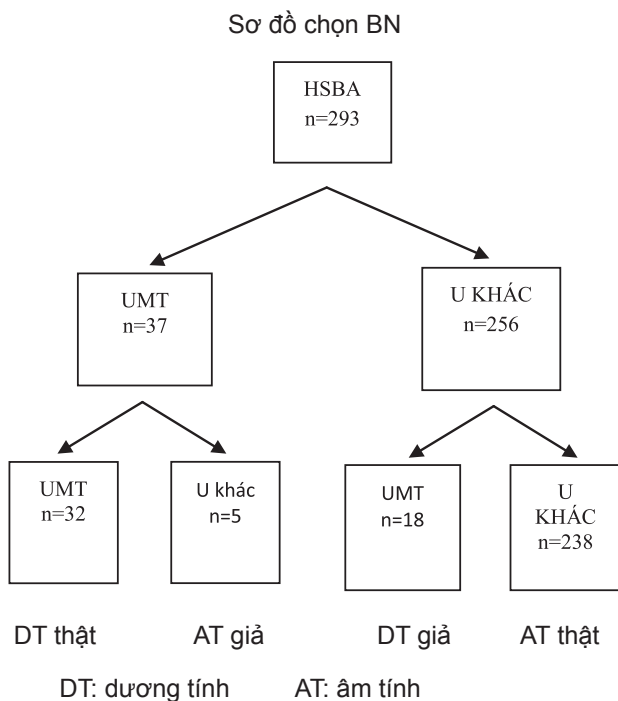 Sơ đồ chọn BN
HSBA
n=293
UMT
n=37
U KHÁC
n=256
UMT
n=32
U khác
n=5
UMT
n=18
U
KHÁC
n=238
DT thật
AT giả
DT giả
AT thật
DT: dương tính AT: âm tính